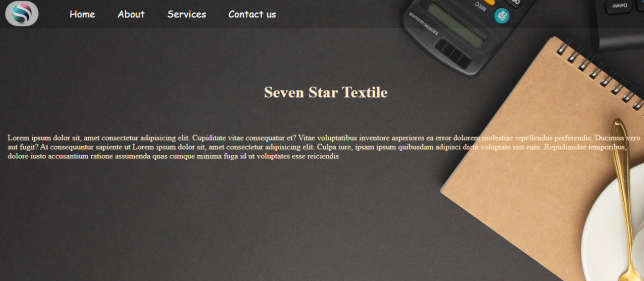 Home About Services Contact us
Seven Star Textile
Lorem ipsum dolor sit, amet consectetur adipisicing elit. Cupiditate vitae consequatur et? Vitae voluptatibus inventore asperiores ea error dolorem molestiae repellendus perferendis. Ducimus vero
aut fugit? At consequuntur sapiente ut Lorem ipsum dolor sit, amet consectetur adipisicing elit. Culpa iure, ipsam ipsum quibusdam adipisci dicta voluptate sint eum. Repudiandae temporibus,
dolore iusto accusantium ratione assumenda quas cumque minima fuga id ut voluptates esse reiciendis